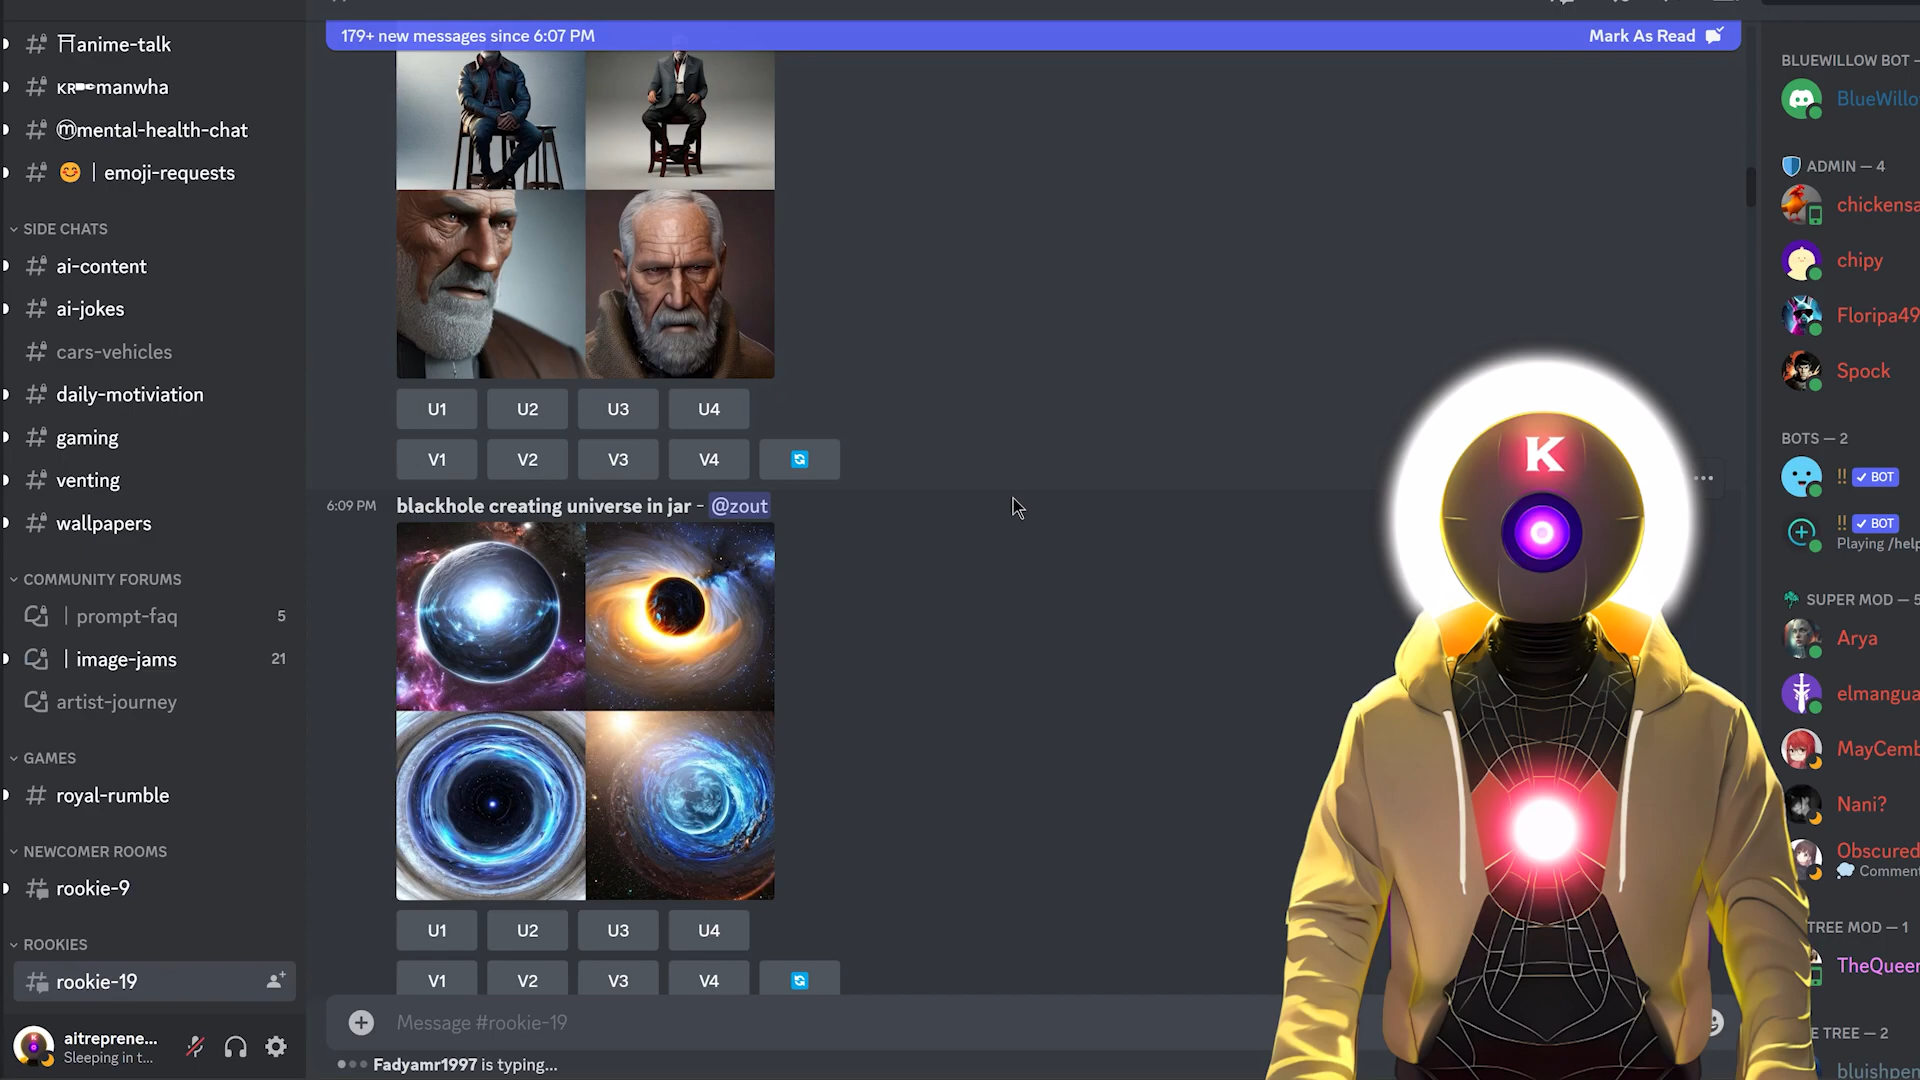 ⛩anime-talk
KR✒manwha
ⓜmental-health-chat
😊 | emoji-requests
SIDE CHATS
ai-content
ai-jokes
cars-vehicles
daily-motiviation
gaming
venting
wallpapers
COMMUNITY FORUMS
| prompt-faq 5
| image-jams 21
artist-journey
GAMES
royal-rumble
NEWCOMER ROOMS
rookie-9
ROOKIES
rookie-19
aitreprene...
Sleeping in t...
179+ new messages since 6:07 PM Mark As Read
U1 U2 U3 U4
V1 V2 V3 V4
6:09 PM blackhole creating universe in jar - @zout
U1 U2 U3 U4
V1 V2 V3 V4
Message #rookie-19
Fadyamr1997 is typing...
K
BLUEWILLOW BOT —
BlueWillo
ADMIN — 4
chickensa
chipy
Floripa49
Spock
BOTS — 2
!! ✓ BOT
!! ✓ BOT
Playing /help
SUPER MOD — 5
Arya
elmangua
MayCemb
Nani?
Obscured
Comment
TREE MOD — 1
TheQueen
E TREE — 2
bluishpen